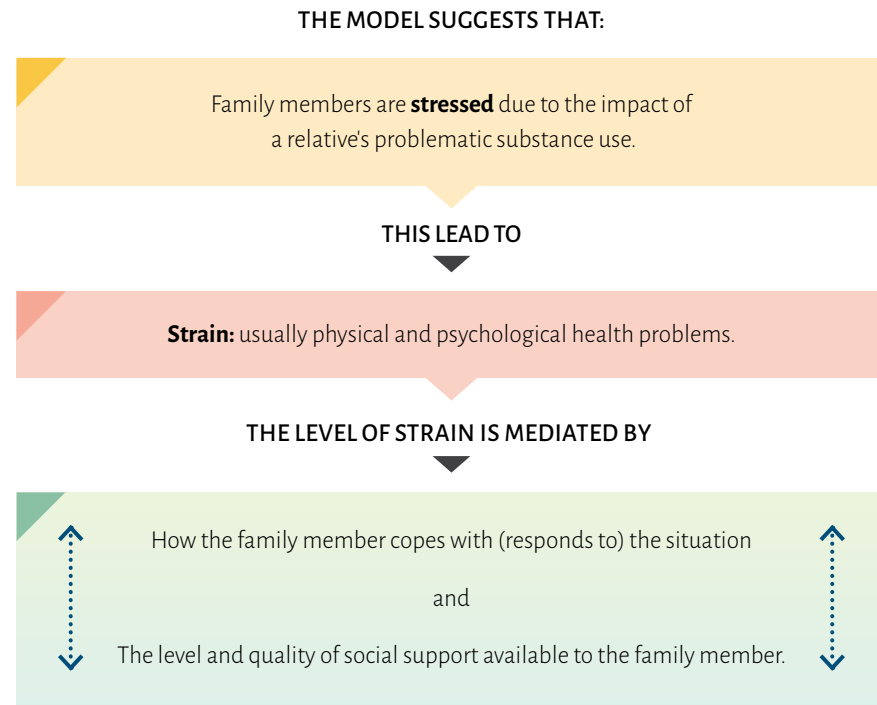 THE MODEL SUGGESTS THAT:
Family members are stressed due to the impact of
a relative's problematic substance use.
THIS LEAD TO
Strain: usually physical and psychological health problems.
THE LEVEL OF STRAIN IS MEDIATED BY
How the family member copes with (responds to) the situation
and
The level and quality of social support available to the family member.